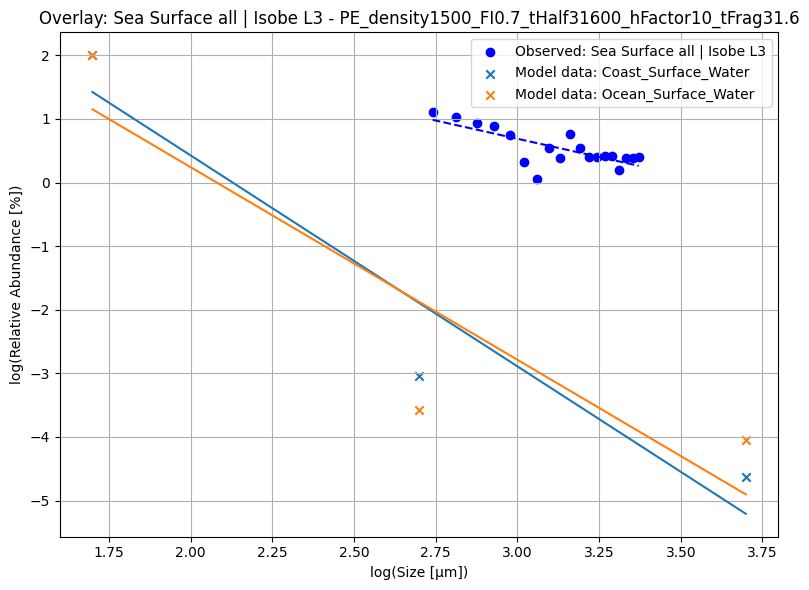 Overlay: Sea Surface all | Isobe L3 - PE_density1500_FI0.7_tHalf31600_hFactor10_tFrag31.6
Observed: Sea Surface all | Isobe L3
Model data: Coast_Surface_Water
Model data: Ocean_Surface_Water
log(Relative Abundance [%])
2
1
0
−1
−2
−3
−4
−5
1.75
2.00
2.25
2.50
2.75
3.00
3.25
3.50
3.75
log(Size [μm])